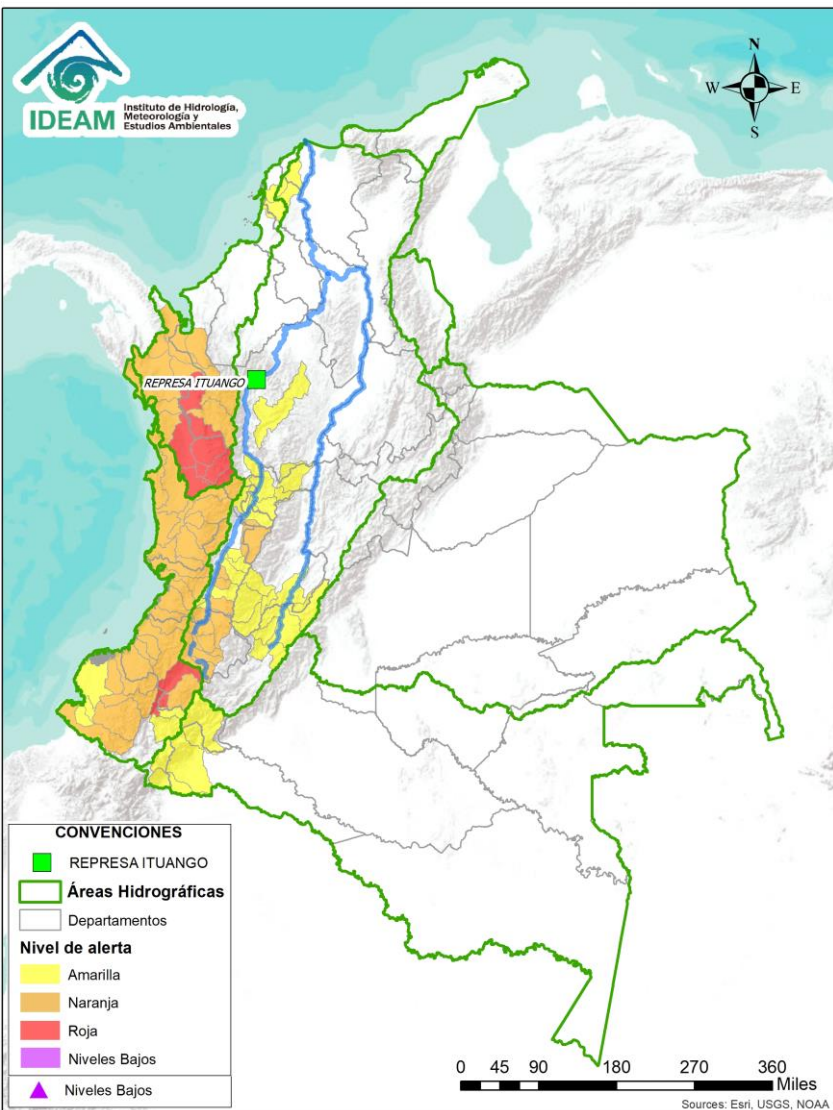 IDEAM
Instituto de Hidrología,
Meteorología y
Estudios Ambientales
N
W
E
S
REPRESA ITUANGO
CONVENCIONES
REPRESA ITUANGO
Áreas Hidrográficas
Departamentos
Nivel de alerta
Amarilla
Naranja
Roja
Niveles Bajos
Niveles Bajos
0 45 90 180 270 360
Miles
Sources: Esri, USGS, NOAA